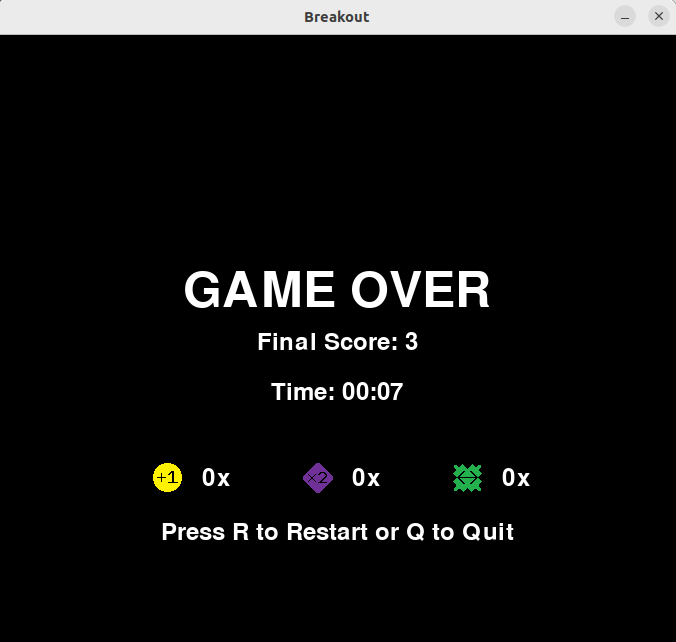 Breakout
GAME OVER
Final Score: 3
Time: 00:07
+1 0x x2 0x 0x
Press R to Restart or Q to Quit